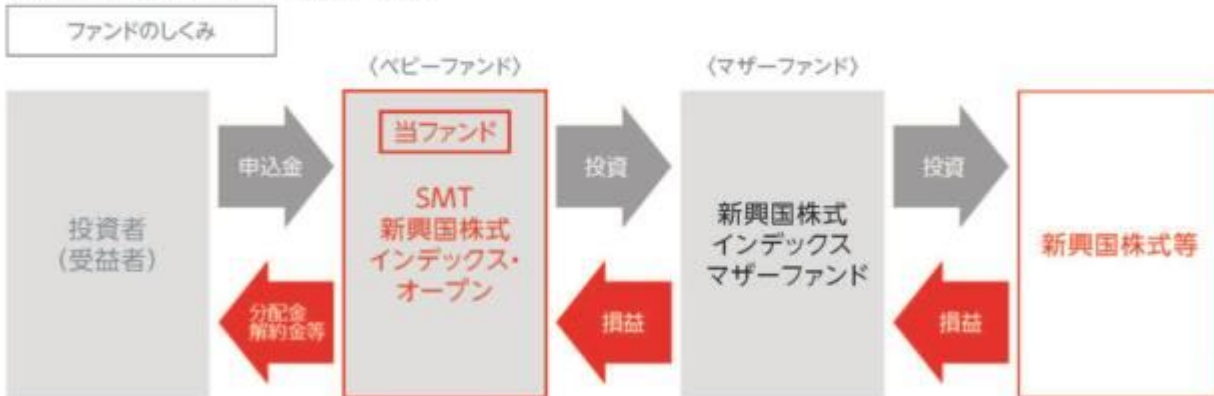 ファンドのしくみ
〈ベビーファンド〉
〈マザーファンド〉
投資者
(受益者)
申込金
分配金
解約金等
当ファンド
SMT
新興国株式
インデックス・
オープン
投資
損益
新興国株式
インデックス
マザーファンド
投資
損益
新興国株式等